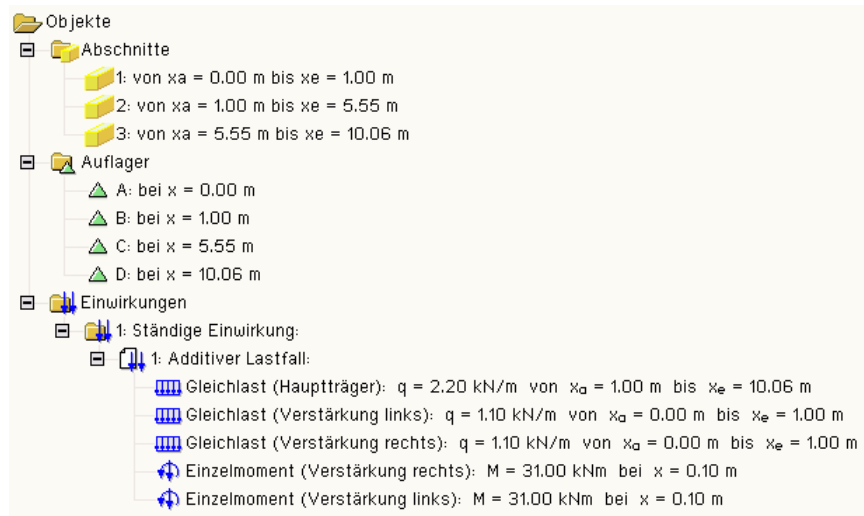 Objekte
Abschnitte
1: von xa = 0.00 m bis xe = 1.00 m
2: von xa = 1.00 m bis xe = 5.55 m
3: von xa = 5.55 m bis xe = 10.06 m
Auflager
A: bei x = 0.00 m
B: bei x = 1.00 m
C: bei x = 5.55 m
D: bei x = 10.06 m
Einwirkungen
1: Ständige Einwirkung:
1: Additiver Lastfall:
Gleichlast (Hauptträger): q = 2.20 kN/m von xa = 1.00 m bis xe = 10.06 m
Gleichlast (Verstärkung links): q = 1.10 kN/m von xa = 0.00 m bis xe = 1.00 m
Gleichlast (Verstärkung rechts): q = 1.10 kN/m von xa = 0.00 m bis xe = 1.00 m
Einzelmoment (Verstärkung rechts): M = 31.00 kNm bei x = 0.10 m
Einzelmoment (Verstärkung links): M = 31.00 kNm bei x = 0.10 m